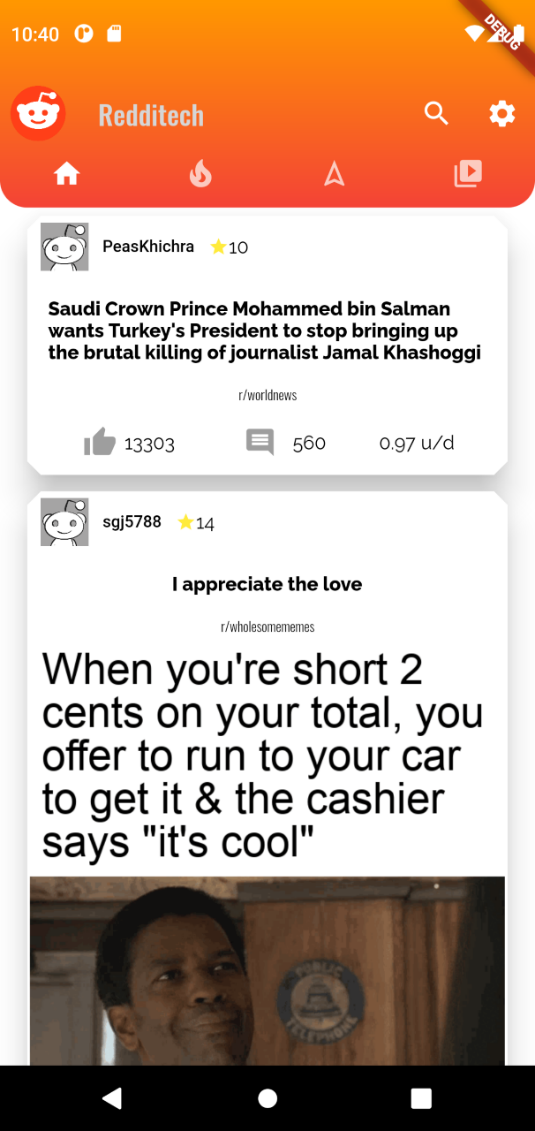 10:40
DEBUG
Redditech
PeasKhichra
10
Saudi Crown Prince Mohammed bin Salman
wants Turkey's President to stop bringing up
the brutal killing of journalist Jamal Khashoggi
r/worldnews
13303
560
0.97 u/d
sgj5788
14
I appreciate the love
r/wholesomememes
When you're short 2
cents on your total, you
offer to run to your car
to get it & the cashier
says "it's cool"
PUBLIC
TELEPHONE